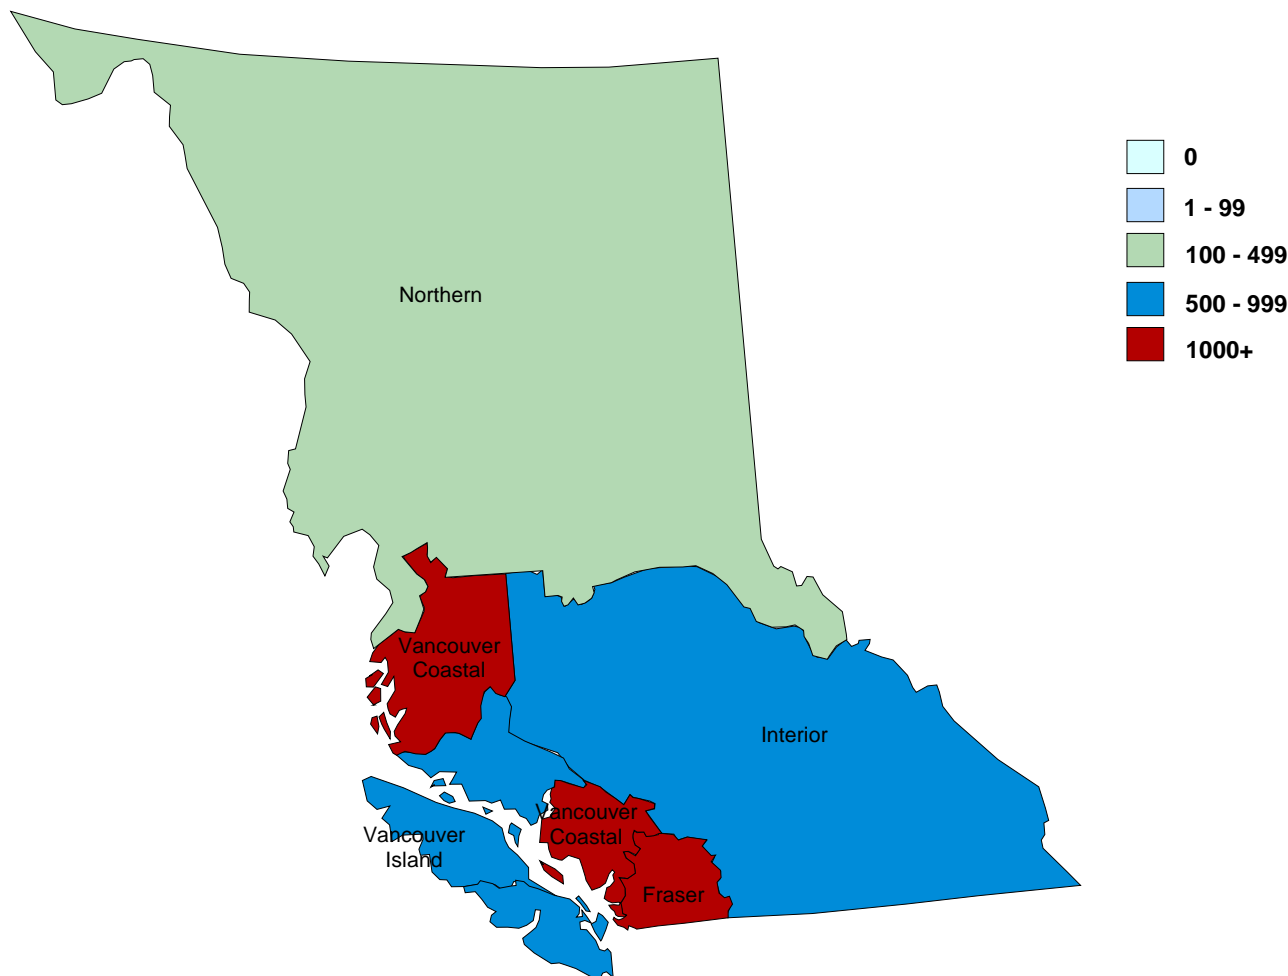 0
1 - 99
100 - 499
Northern
500 - 999
1000+
Vancouver
Coastal
Interior
Vancouver
Coastal
Vancouver
Island
Fraser